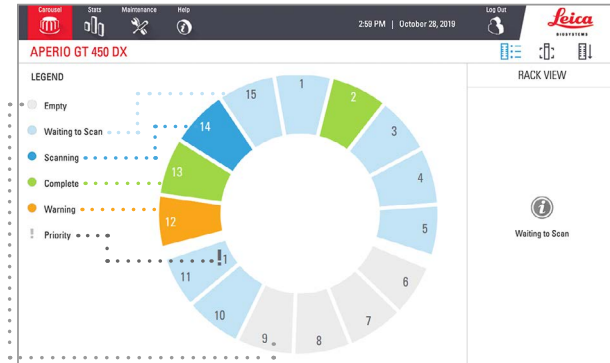 Carousel Stats Maintenance Help 2:59 PM | October 28, 2019 Log Out
Leica
BIOSYSTEMS
APERIO GT 450 DX
LEGEND
Empty
Waiting to Scan
Scanning
Complete
Warning
! Priority
1
2
3
4
5
6
7
8
9
10
11
12
13
14
15
! 1
RACK VIEW
i
Waiting to Scan